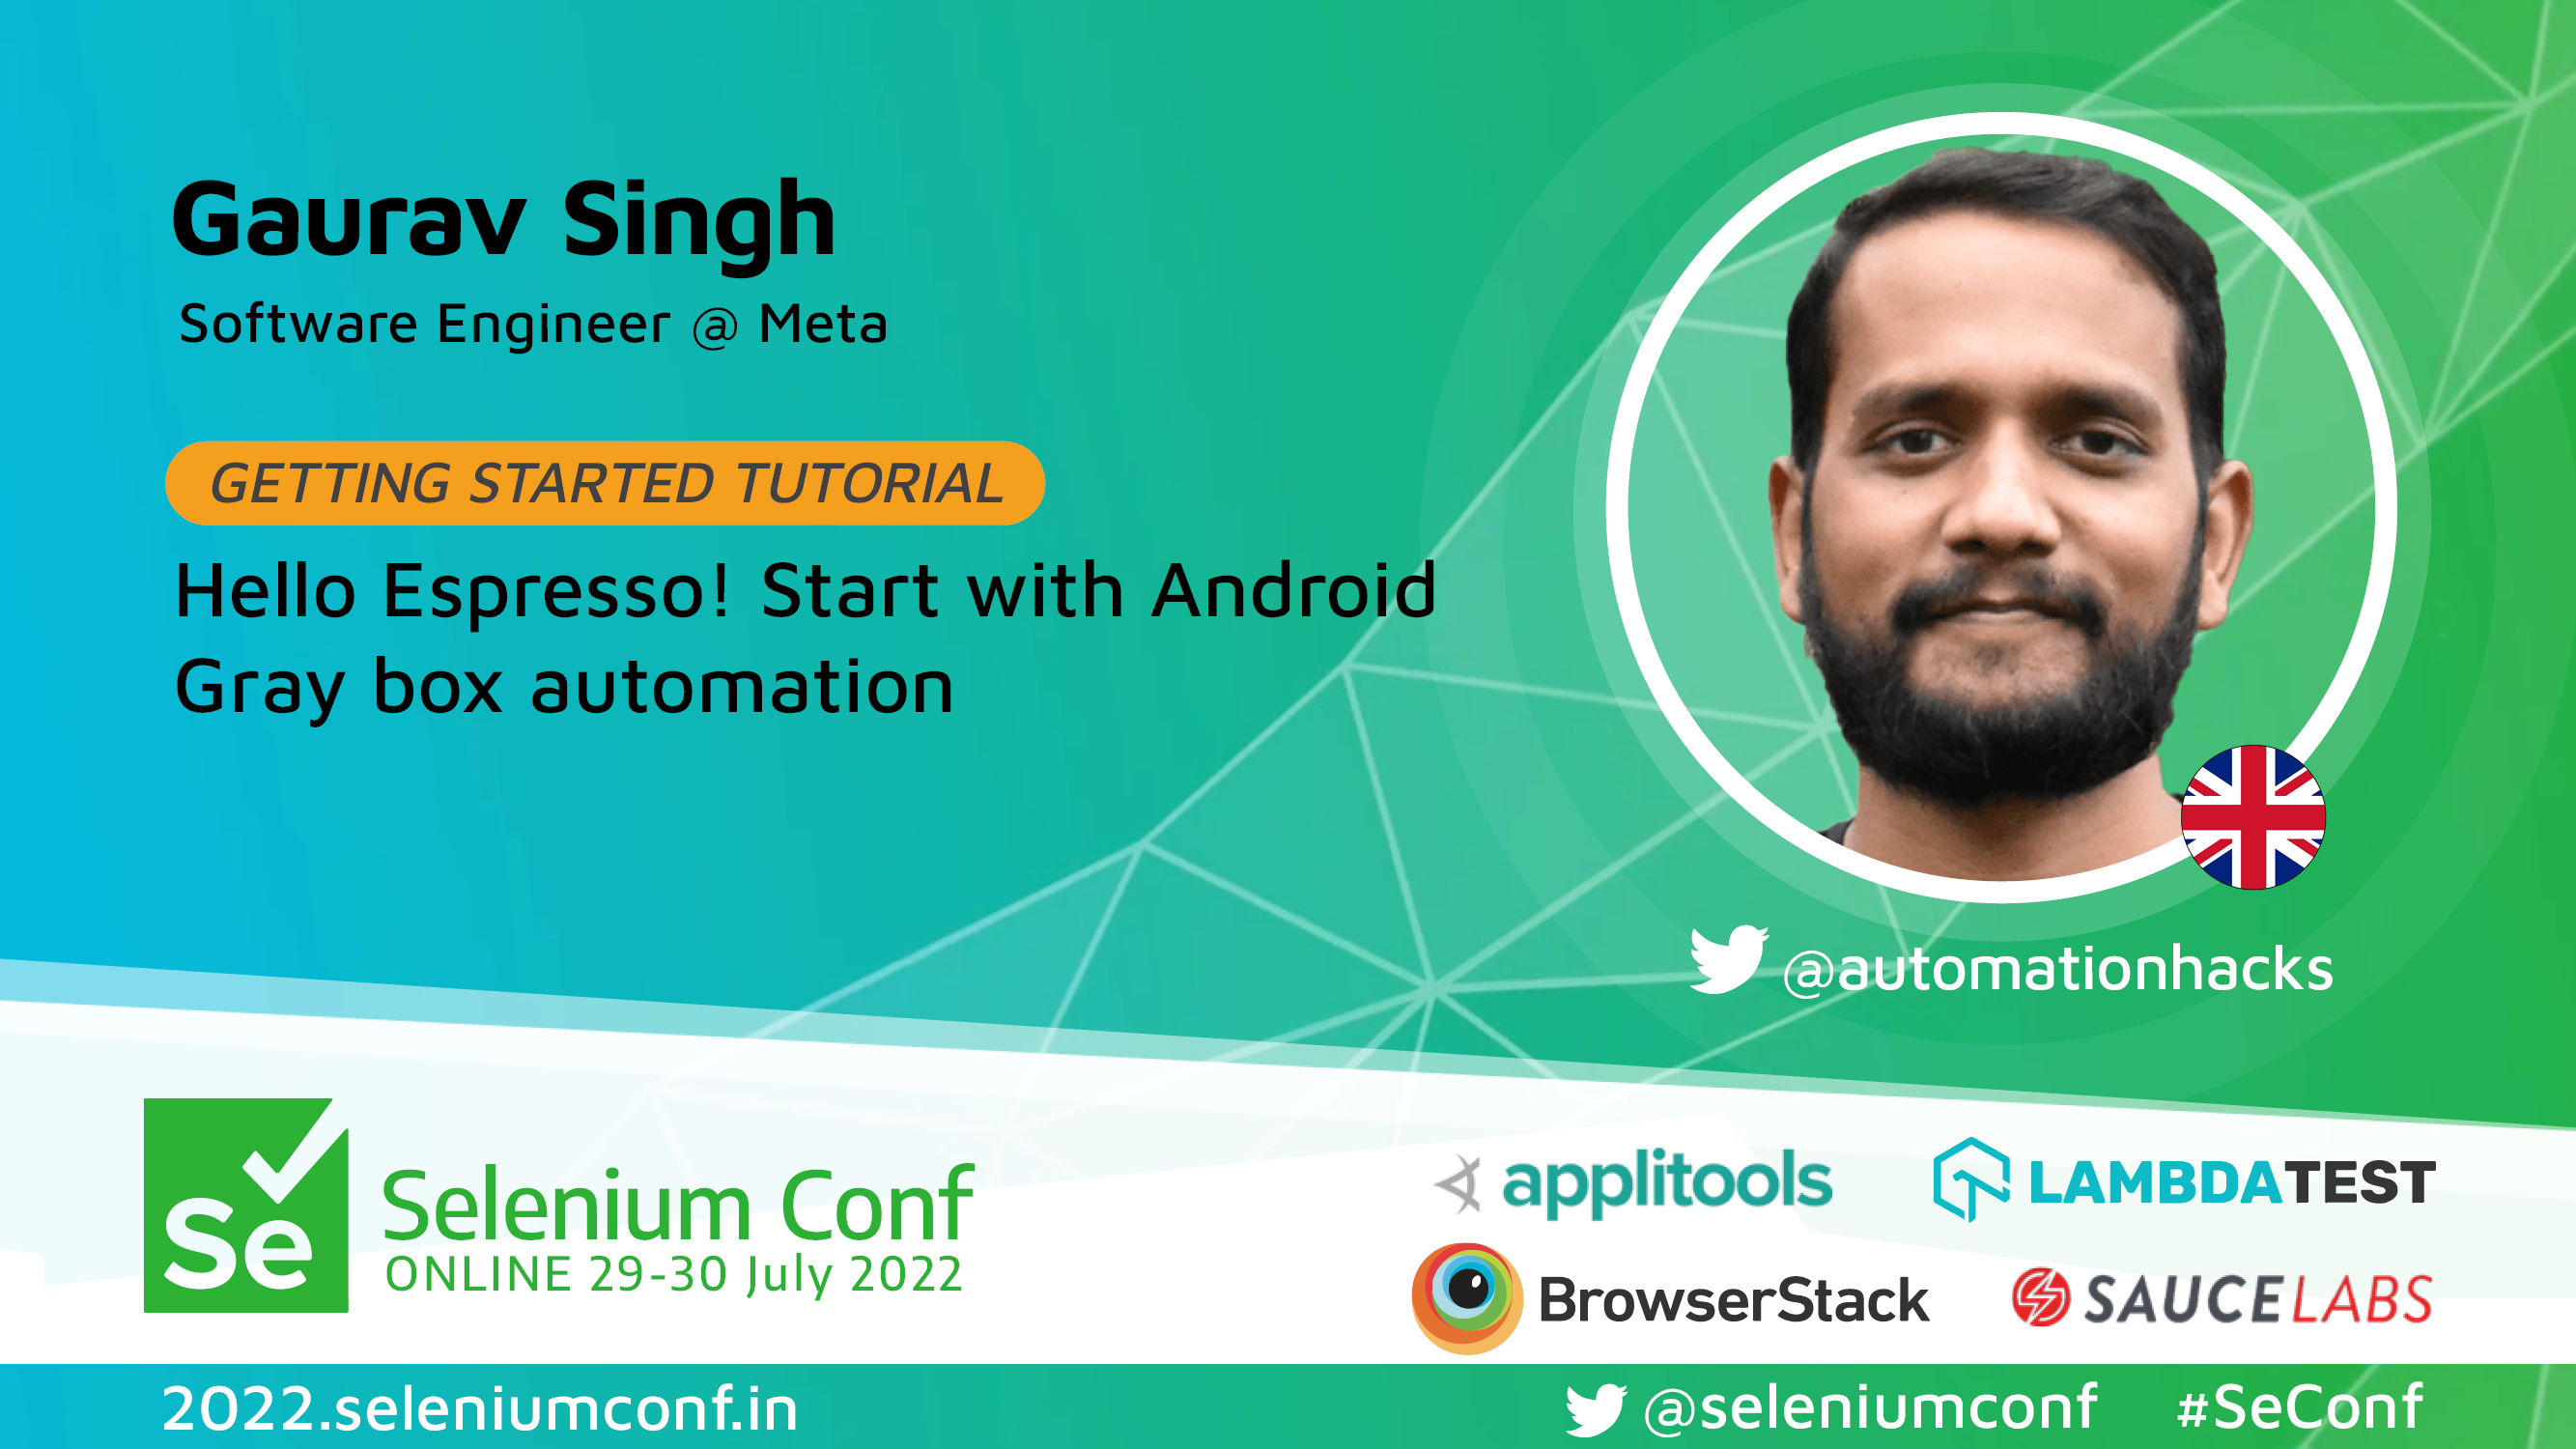 Gaurav Singh
Software Engineer @ Meta
GETTING STARTED TUTORIAL
Hello Espresso! Start with Android
Gray box automation
@automationhacks
Se
Selenium Conf
ONLINE 29-30 July 2022
applitools
LAMBDATEST
BrowserStack
SAUCELABS
2022.seleniumconf.in
@seleniumconf
#SeConf